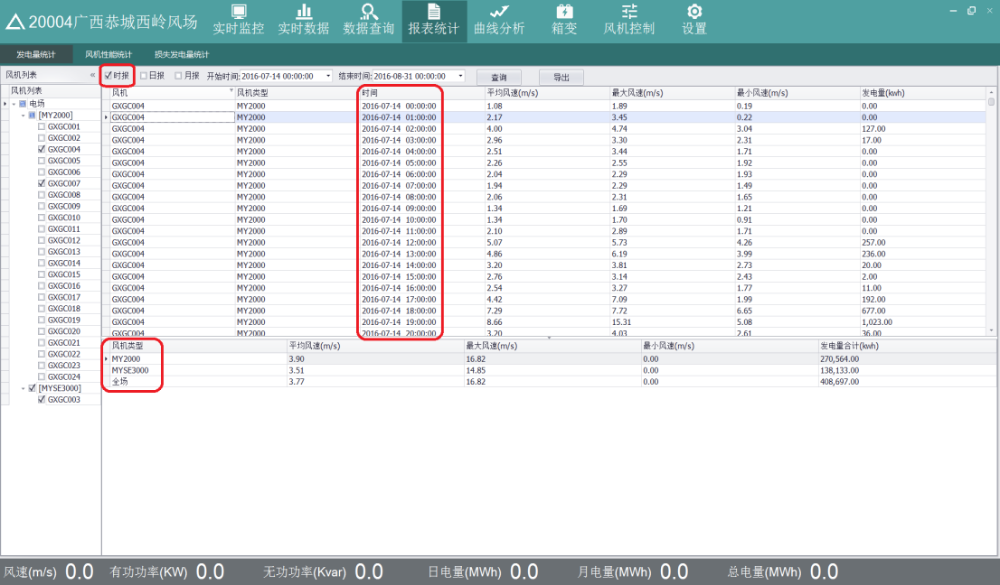 20004广西恭城西岭风场
实时监控 实时数据 数据查询 报表统计 曲线分析 箱变 风机控制 设置
发电量统计 风机性能统计 损失发电量统计
风机列表 « 时报 日报 月报 开始时间:2016-07-14 00:00:00 结束时间:2016-08-31 00:00:00 查询 导出
风机列表
电场
[MY2000]
GXGC001
GXGC002
GXGC004
GXGC005
GXGC006
GXGC007
GXGC008
GXGC009
GXGC010
GXGC011
GXGC012
GXGC013
GXGC014
GXGC015
GXGC016
GXGC017
GXGC018
GXGC019
GXGC020
GXGC021
GXGC022
GXGC023
GXGC024
[MYSE3000]
GXGC003
风机 风机类型 时间 平均风速(m/s) 最大风速(m/s) 最小风速(m/s) 发电量(kwh)
GXGC004 MY2000 2016-07-14 00:00:00 1.08 1.89 0.19 0.00
GXGC004 MY2000 2016-07-14 01:00:00 2.17 3.45 0.22 0.00
GXGC004 MY2000 2016-07-14 02:00:00 4.00 4.74 3.04 127.00
GXGC004 MY2000 2016-07-14 03:00:00 2.96 3.30 2.31 17.00
GXGC004 MY2000 2016-07-14 04:00:00 2.51 3.44 1.71 0.00
GXGC004 MY2000 2016-07-14 05:00:00 2.26 2.55 1.92 0.00
GXGC004 MY2000 2016-07-14 06:00:00 2.04 2.29 1.93 0.00
GXGC004 MY2000 2016-07-14 07:00:00 1.94 2.29 1.49 0.00
GXGC004 MY2000 2016-07-14 08:00:00 2.06 2.31 1.65 0.00
GXGC004 MY2000 2016-07-14 09:00:00 1.34 1.69 1.21 0.00
GXGC004 MY2000 2016-07-14 10:00:00 1.34 1.70 0.91 0.00
GXGC004 MY2000 2016-07-14 11:00:00 2.10 2.89 1.71 0.00
GXGC004 MY2000 2016-07-14 12:00:00 5.07 5.73 4.26 257.00
GXGC004 MY2000 2016-07-14 13:00:00 4.86 6.19 3.99 236.00
GXGC004 MY2000 2016-07-14 14:00:00 3.20 3.81 2.73 20.00
GXGC004 MY2000 2016-07-14 15:00:00 2.76 3.14 2.43 2.00
GXGC004 MY2000 2016-07-14 16:00:00 2.54 3.27 1.77 11.00
GXGC004 MY2000 2016-07-14 17:00:00 4.42 7.09 1.99 192.00
GXGC004 MY2000 2016-07-14 18:00:00 7.29 7.72 6.65 677.00
GXGC004 MY2000 2016-07-14 19:00:00 8.66 15.31 5.08 1,023.00
GXGC004 MY2000 2016-07-14 20:00:00 3.20 4.03 2.61 36.00
风机类型 平均风速(m/s) 最大风速(m/s) 最小风速(m/s) 发电量合计(kwh)
MY2000 3.90 16.82 0.00 270,564.00
MYSE3000 3.51 14.85 0.00 138,133.00
全场 3.77 16.82 0.00 408,697.00
风速(m/s) 0.0 有功功率(KW) 0.0 无功功率(Kvar) 0.0 日电量(MWh) 0.0 月电量(MWh) 0.0 总电量(MWh) 0.0